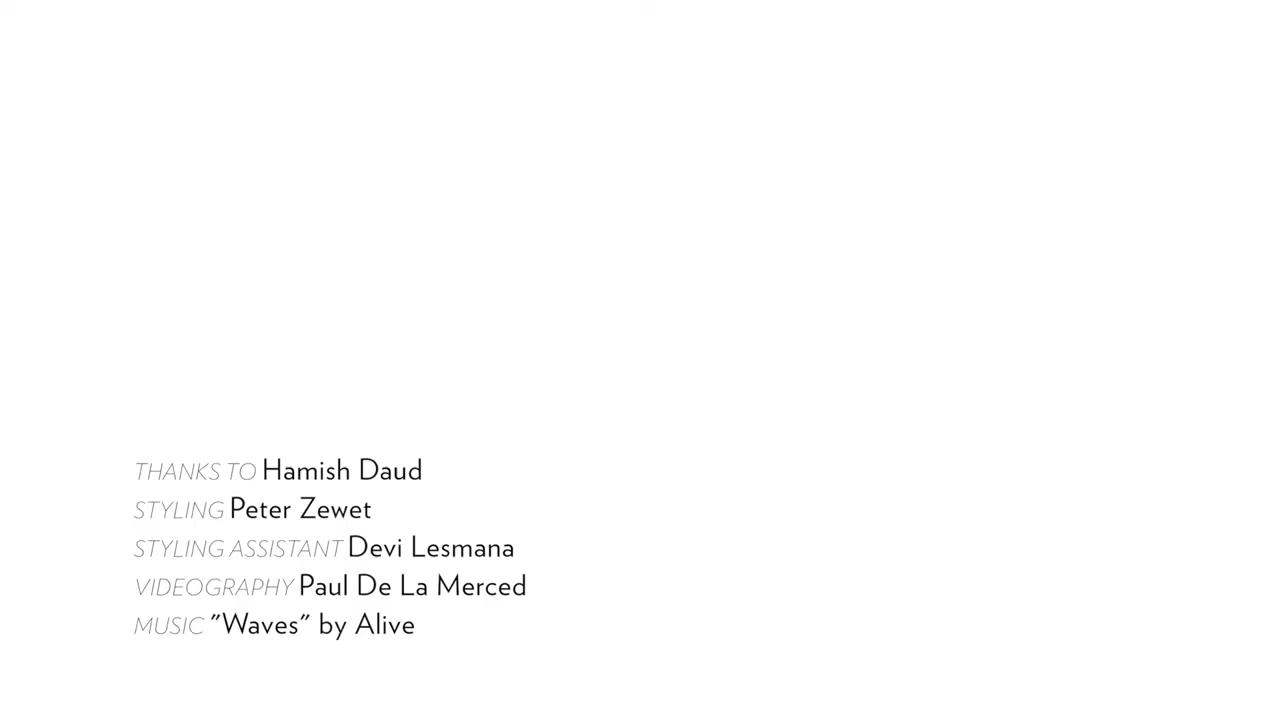 THANKS TO Hamish Daud
STYLING Peter Zewet
STYLING ASSISTANT Devi Lesmana
VIDEOGRAPHY Paul De La Merced
MUSIC "Waves" by Alive